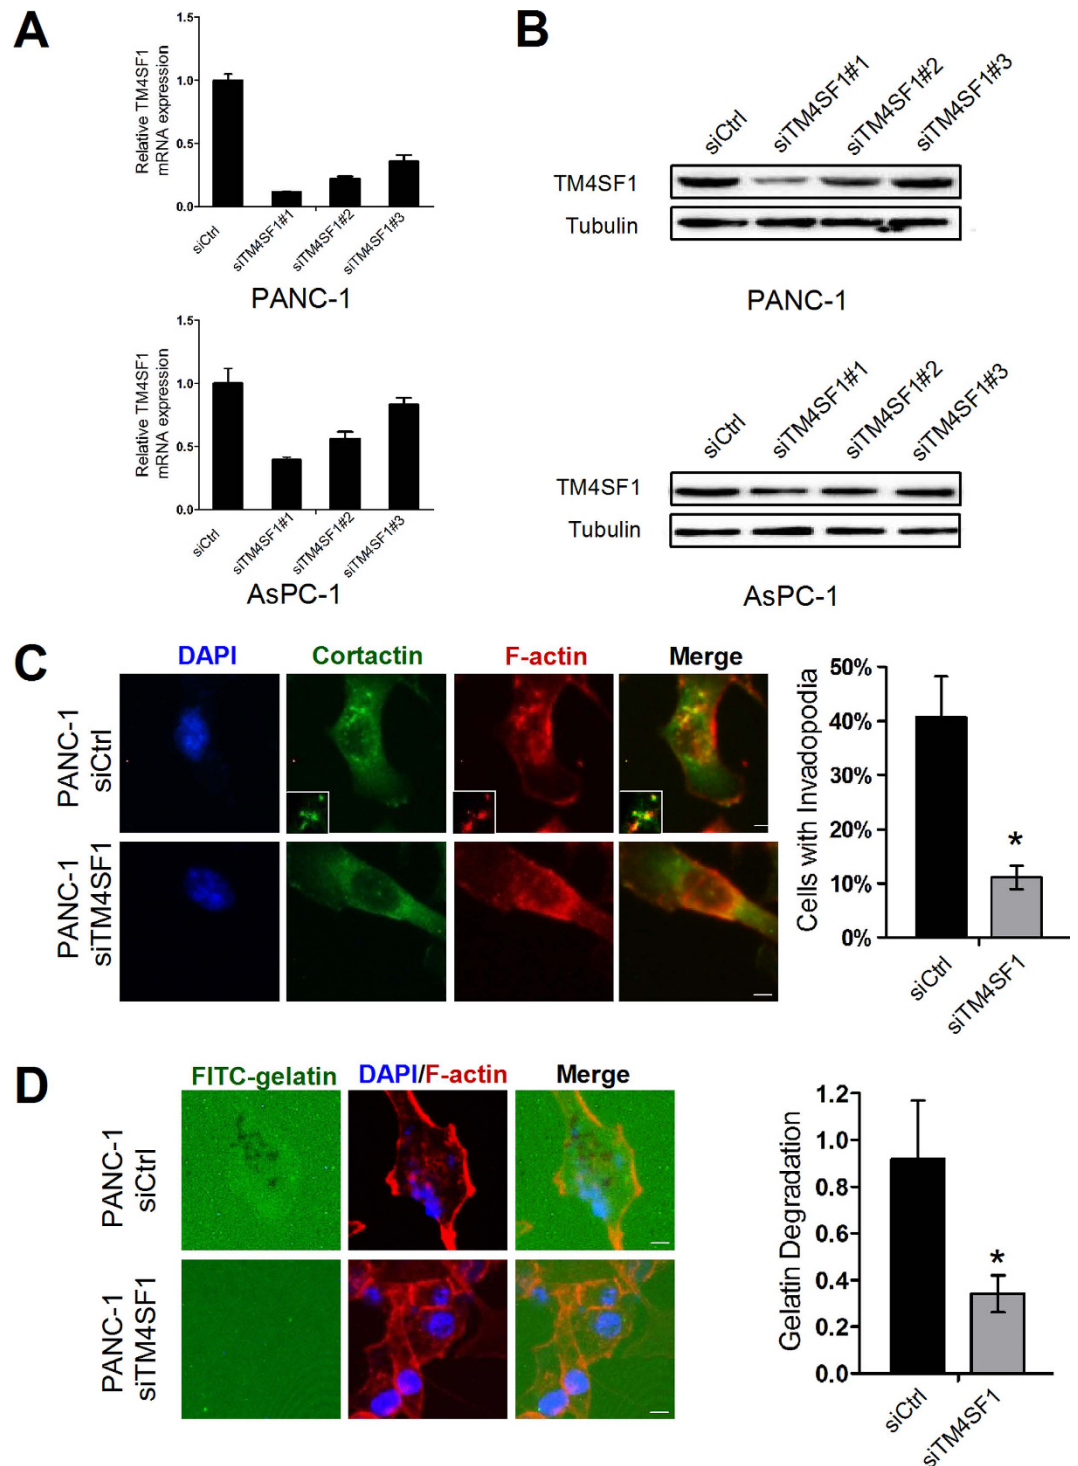 A
1.5
1.0
0.5
0.0
Relative TM4SF1
mRNA expression
siCtrl
siTM4SF1#1
siTM4SF1#2
siTM4SF1#3
PANC-1
1.5
1.0
0.5
0.0
Relative TM4SF1
mRNA expression
siCtrl
siTM4SF1#1
siTM4SF1#2
siTM4SF1#3
AsPC-1
B
siCtrl
siTM4SF1#1
siTM4SF1#2
siTM4SF1#3
TM4SF1
Tubulin
PANC-1
siCtrl
siTM4SF1#1
siTM4SF1#2
siTM4SF1#3
TM4SF1
Tubulin
AsPC-1
C
DAPI Cortactin F-actin Merge
PANC-1
siCtrl
PANC-1
siTM4SF1
50%
40%
30%
20%
10%
0%
Cells with Invadopodia
*
siCtrl
siTM4SF1
D
FITC-gelatin DAPI/F-actin Merge
PANC-1
siCtrl
PANC-1
siTM4SF1
1.2
1.0
0.8
0.6
0.4
0.2
0.0
Gelatin Degradation
*
siCtrl
siTM4SF1